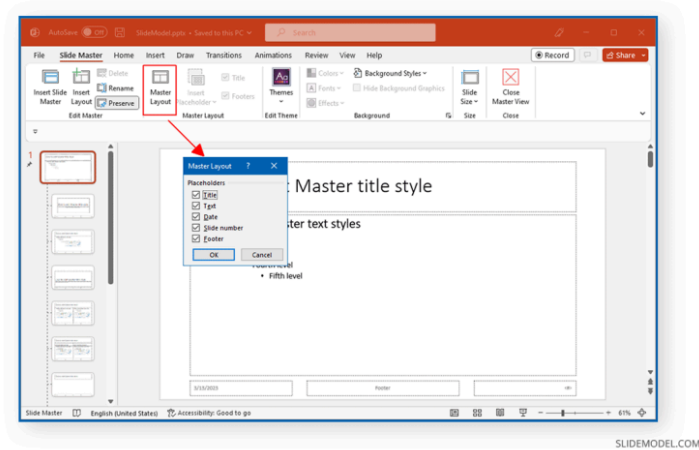 AutoSave Off SlideModel.pptx • Saved to this PC Search
File Slide Master Home Insert Draw Transitions Animations Review View Help Record Share
Insert Slide Master
Insert Layout
Delete
Rename
Preserve
Edit Master
Master Layout
Insert Placeholder
Title
Footers
Master Layout
Themes
Edit Theme
Colors
Fonts
Effects
Background Styles
Hide Background Graphics
Background
Slide Size
Size
Close Master View
Close
1
Master Layout ? ×
Placeholders
Title
Text
Date
Slide number
Footer
OK Cancel
Master title style
text styles
level
• Fifth level
5/15/2023 Footer ‹#›
Slide Master English (United States) Accessibility: Good to go 61%
SLIDEMODEL.COM